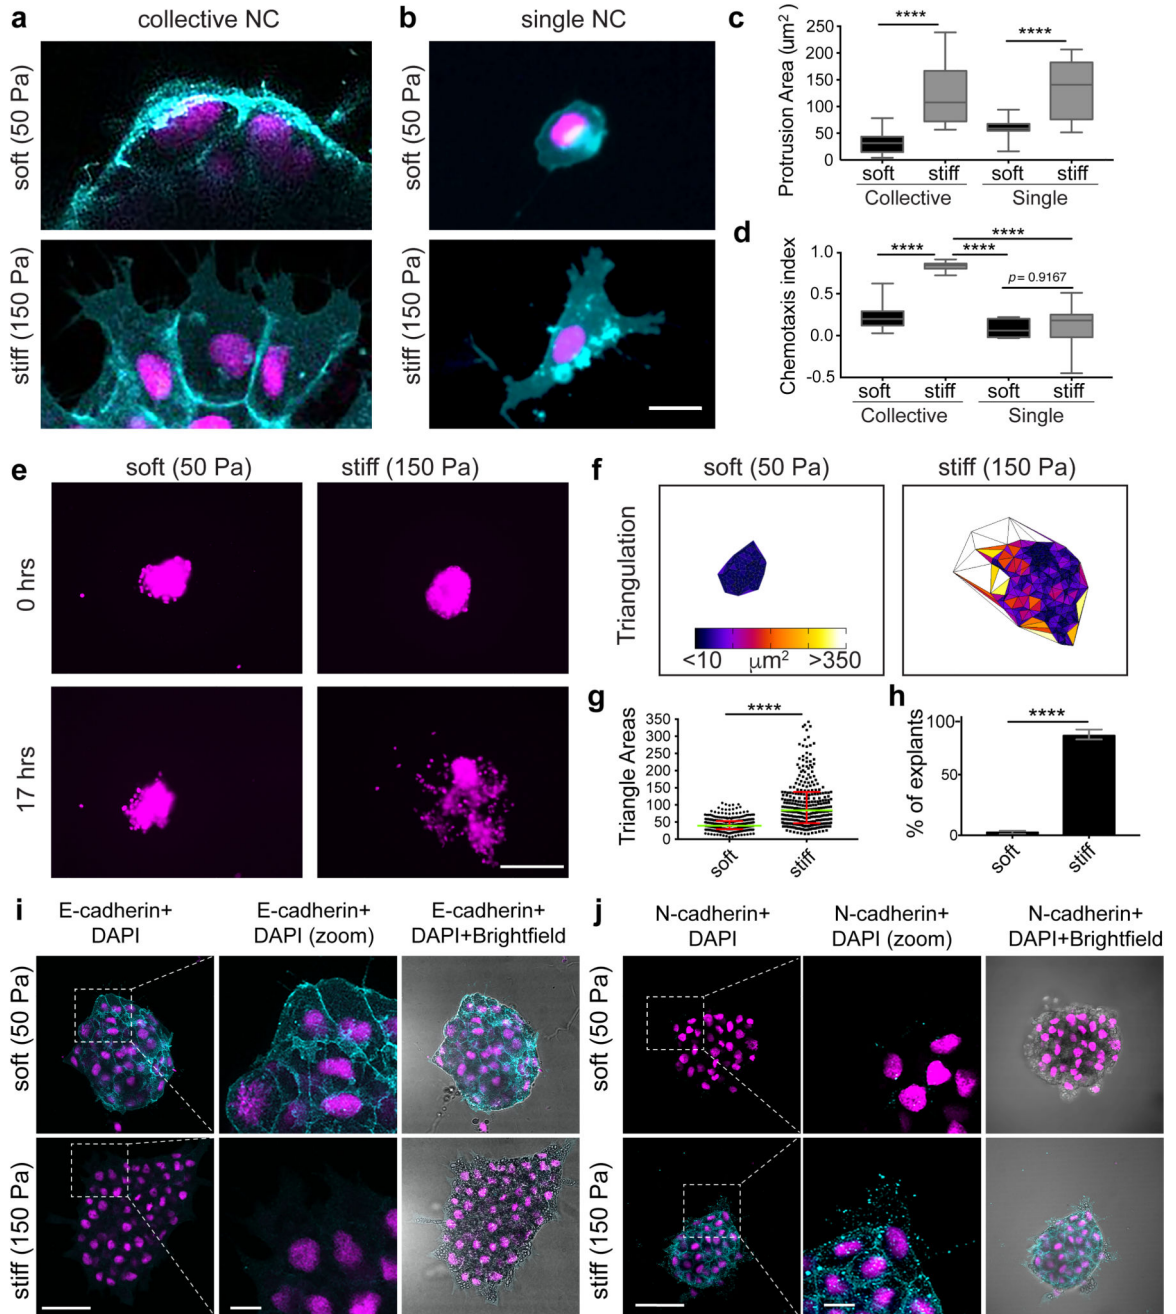 a collective NC
soft (50 Pa)
stiff (150 Pa)
b single NC
soft (50 Pa)
stiff (150 Pa)
c
Protrusion Area (um²)
250
200
150
100
50
0
**** ****
soft stiff soft stiff
Collective Single
d
Chemotaxis index
1.0
0.5
0.0
-0.5
****
**** ****
p = 0.9167
soft stiff soft stiff
Collective Single
e soft (50 Pa) stiff (150 Pa)
0 hrs
17 hrs
f soft (50 Pa) stiff (150 Pa)
Triangulation
<10 µm² >350
g
Triangle Areas
350
300
250
200
150
100
50
0
****
soft stiff
h
% of explants
100
50
0
****
soft stiff
i E-cadherin+ E-cadherin+ E-cadherin+
DAPI DAPI (zoom) DAPI+Brightfield
soft (50 Pa)
stiff (150 Pa)
j N-cadherin+ N-cadherin+ N-cadherin+
DAPI DAPI (zoom) DAPI+Brightfield
soft (50 Pa)
stiff (150 Pa)